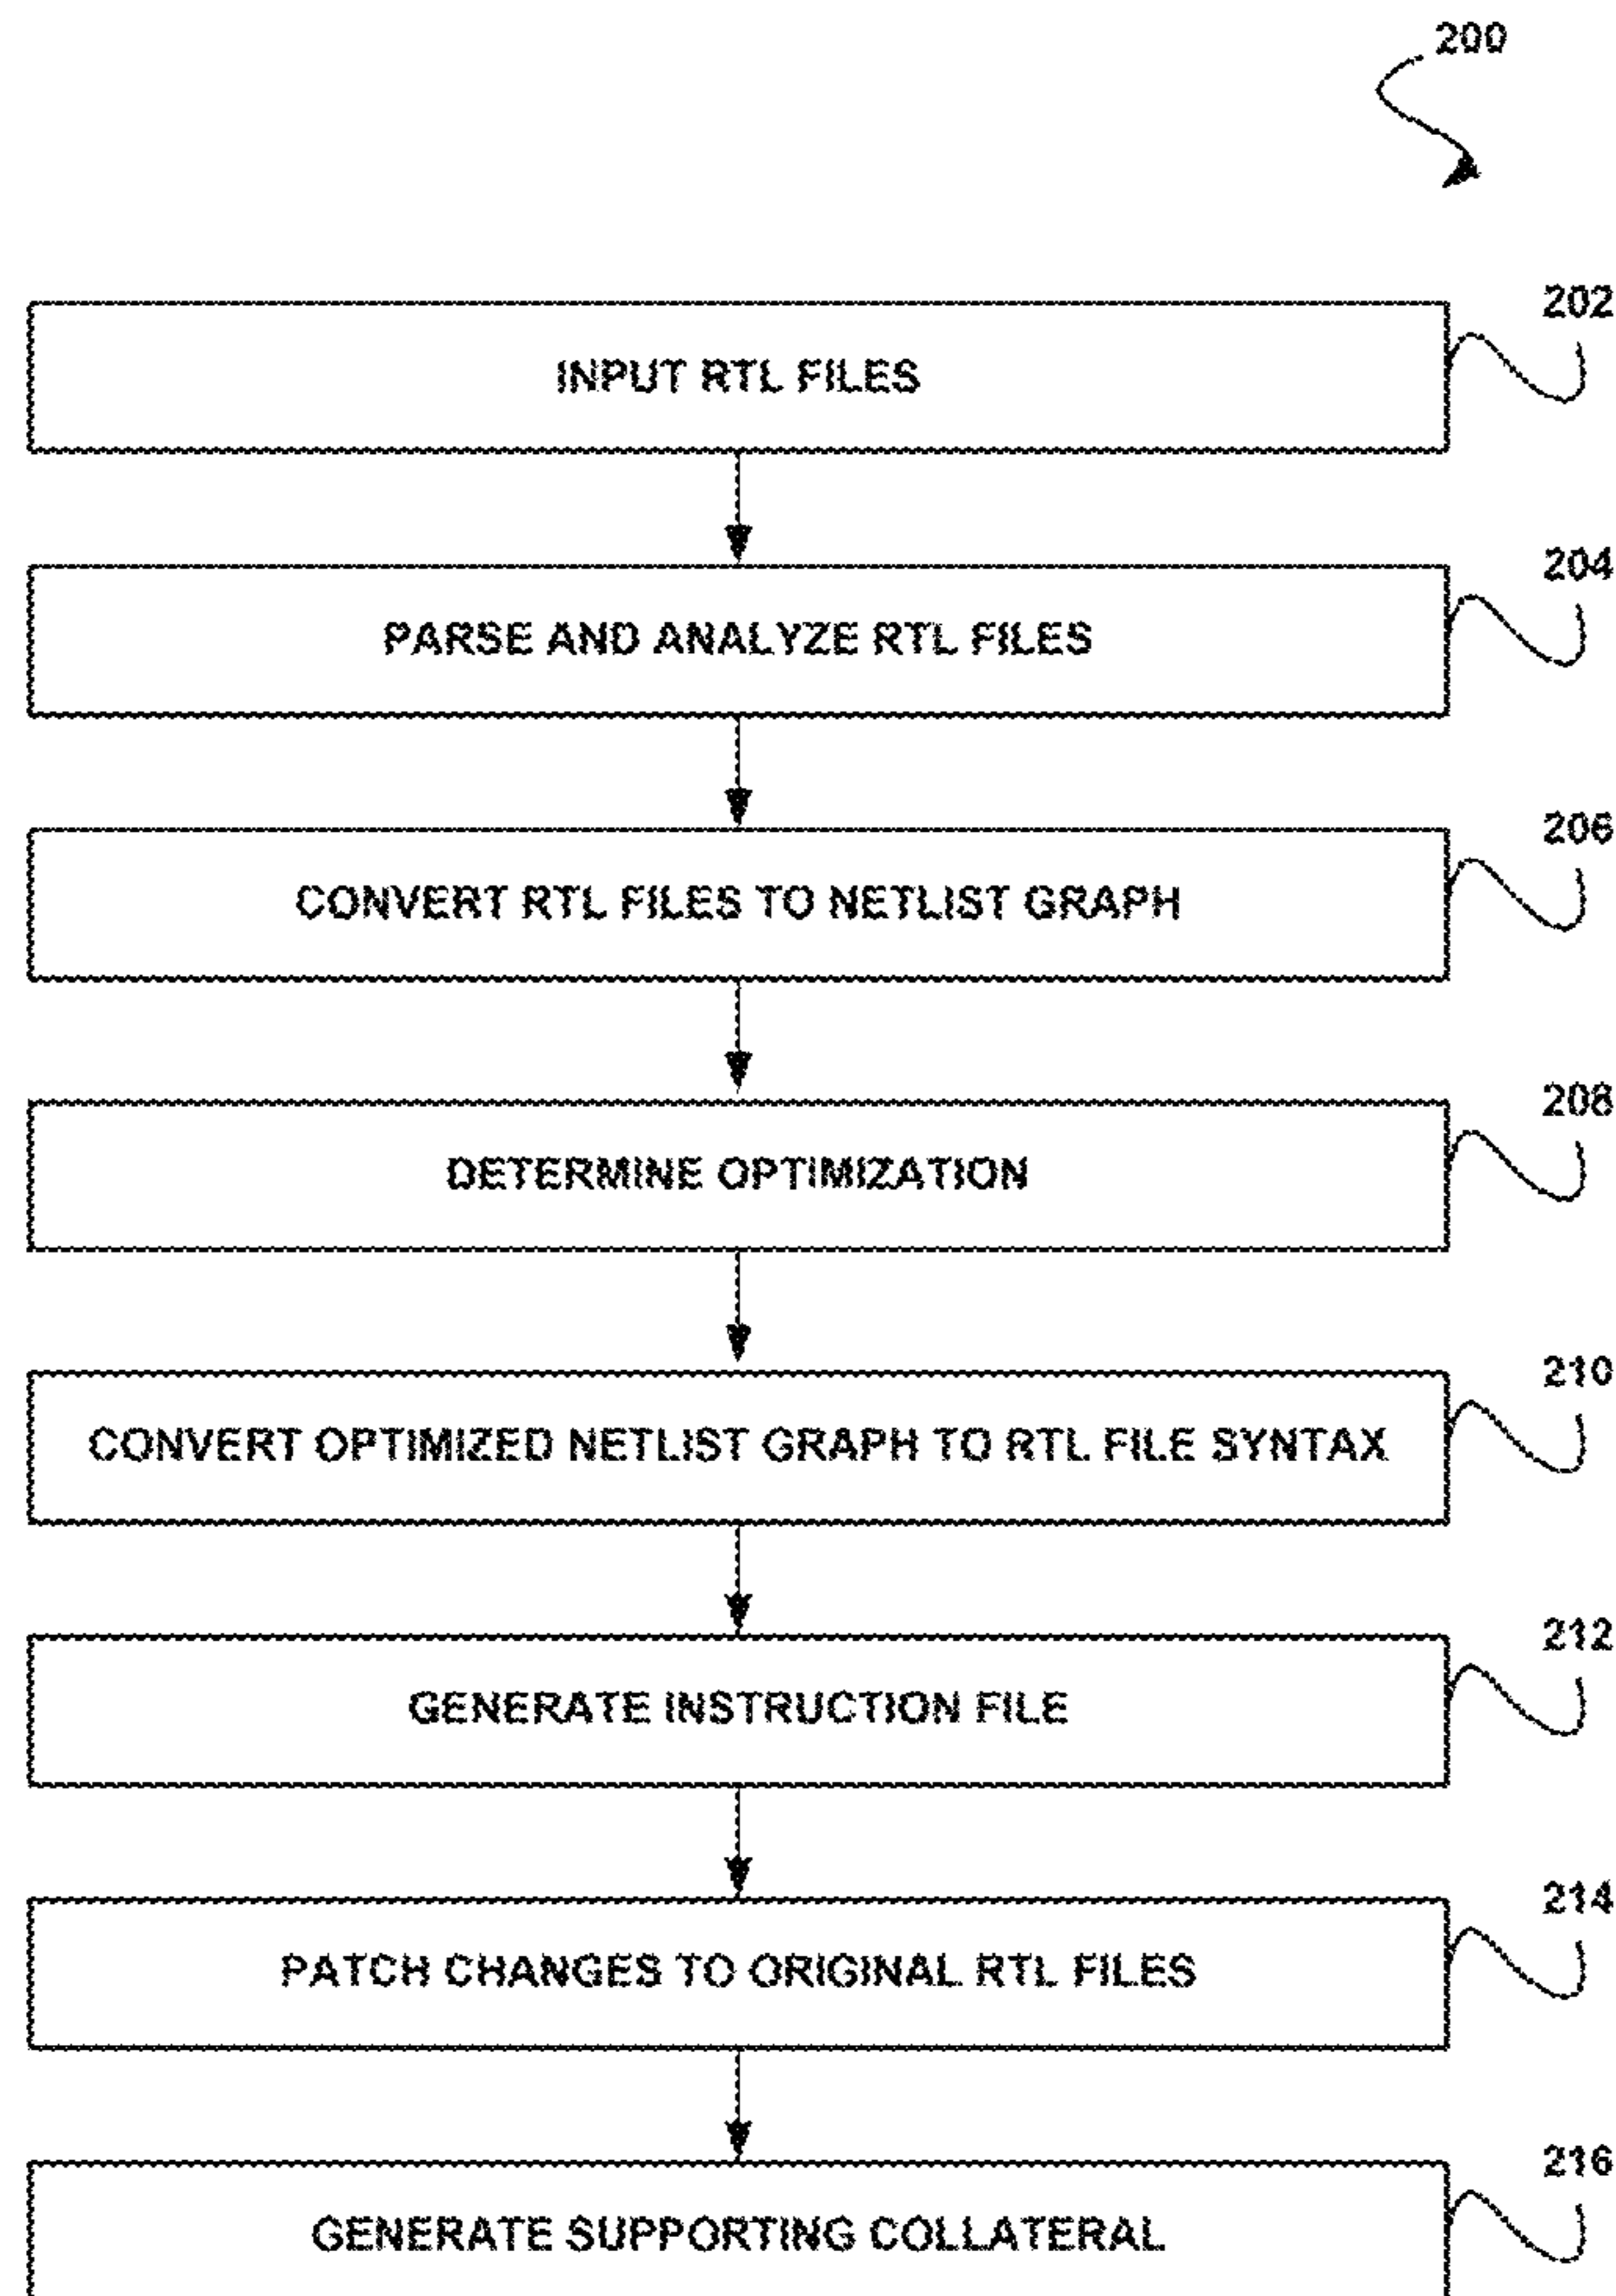 200
202
INPUT RTL FILES
204
PARSE AND ANALYZE RTL FILES
206
CONVERT RTL FILES TO NETLIST GRAPH
208
DETERMINE OPTIMIZATION
210
CONVERT OPTIMIZED NETLIST GRAPH TO RTL FILE SYNTAX
212
GENERATE INSTRUCTION FILE
214
PATCH CHANGES TO ORIGINAL RTL FILES
216
GENERATE SUPPORTING COLLATERAL